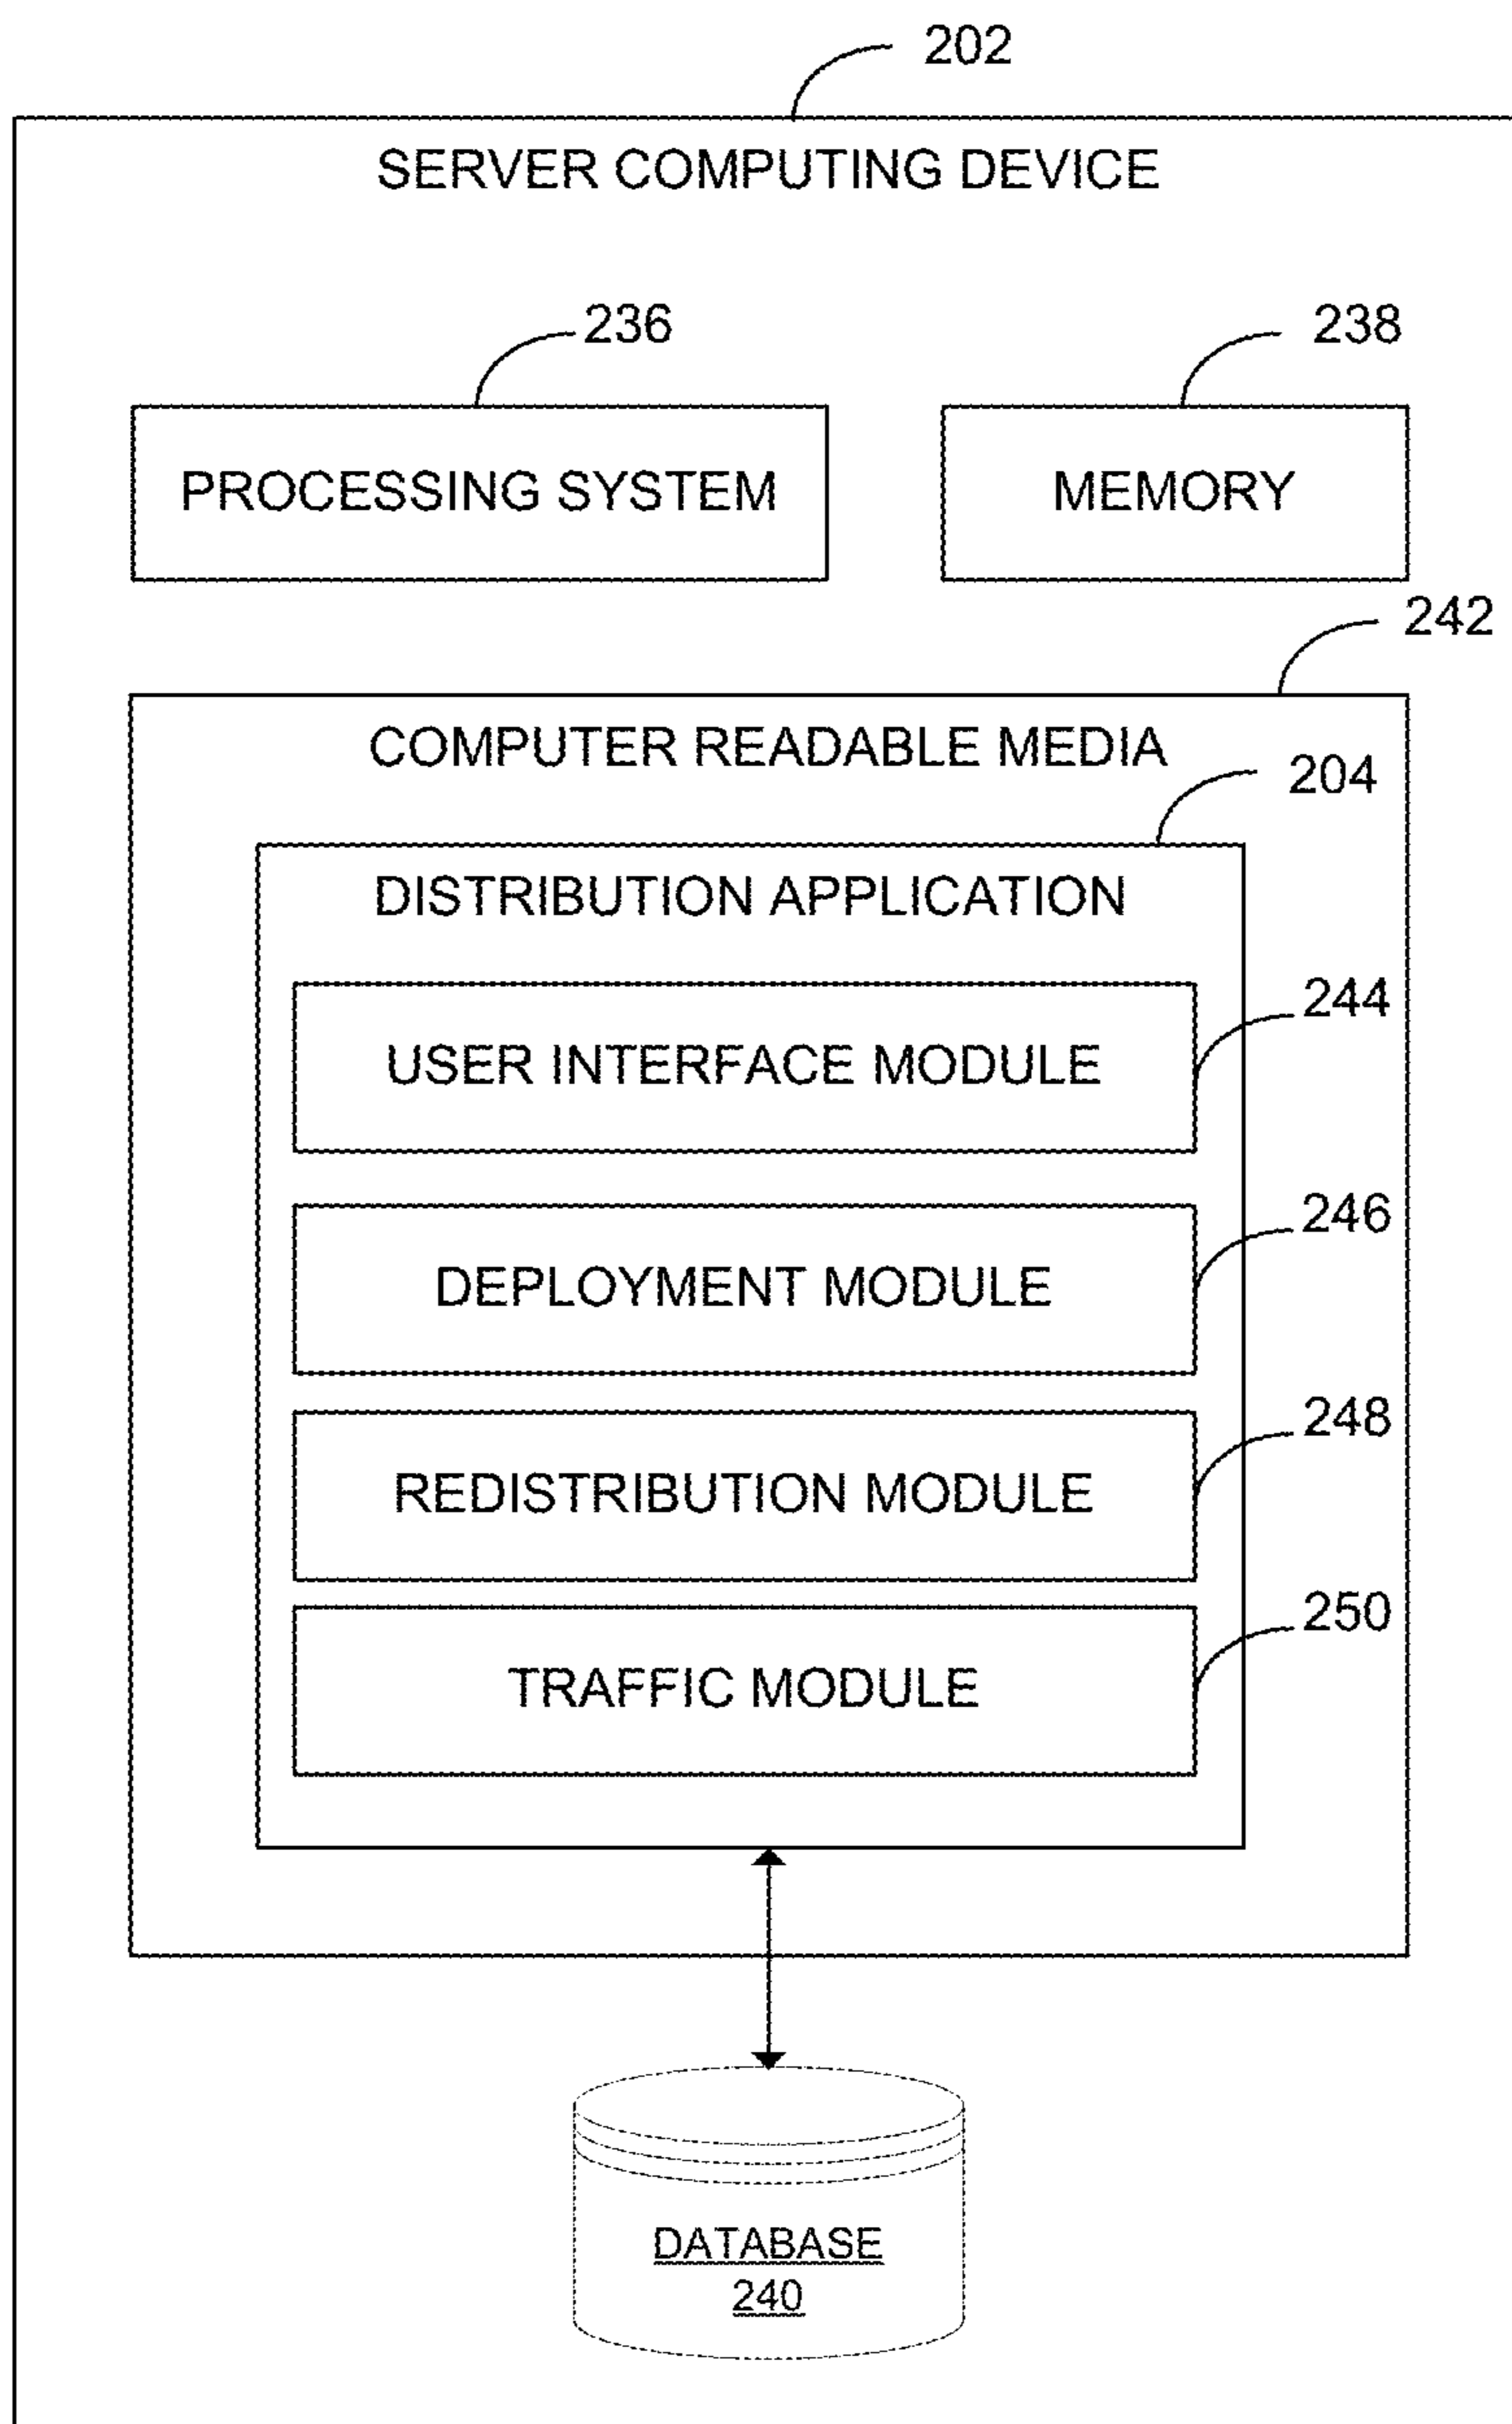 202
SERVER COMPUTING DEVICE
236
238
PROCESSING SYSTEM
MEMORY
242
COMPUTER READABLE MEDIA
204
DISTRIBUTION APPLICATION
244
USER INTERFACE MODULE
246
DEPLOYMENT MODULE
248
REDISTRIBUTION MODULE
250
TRAFFIC MODULE
DATABASE
240